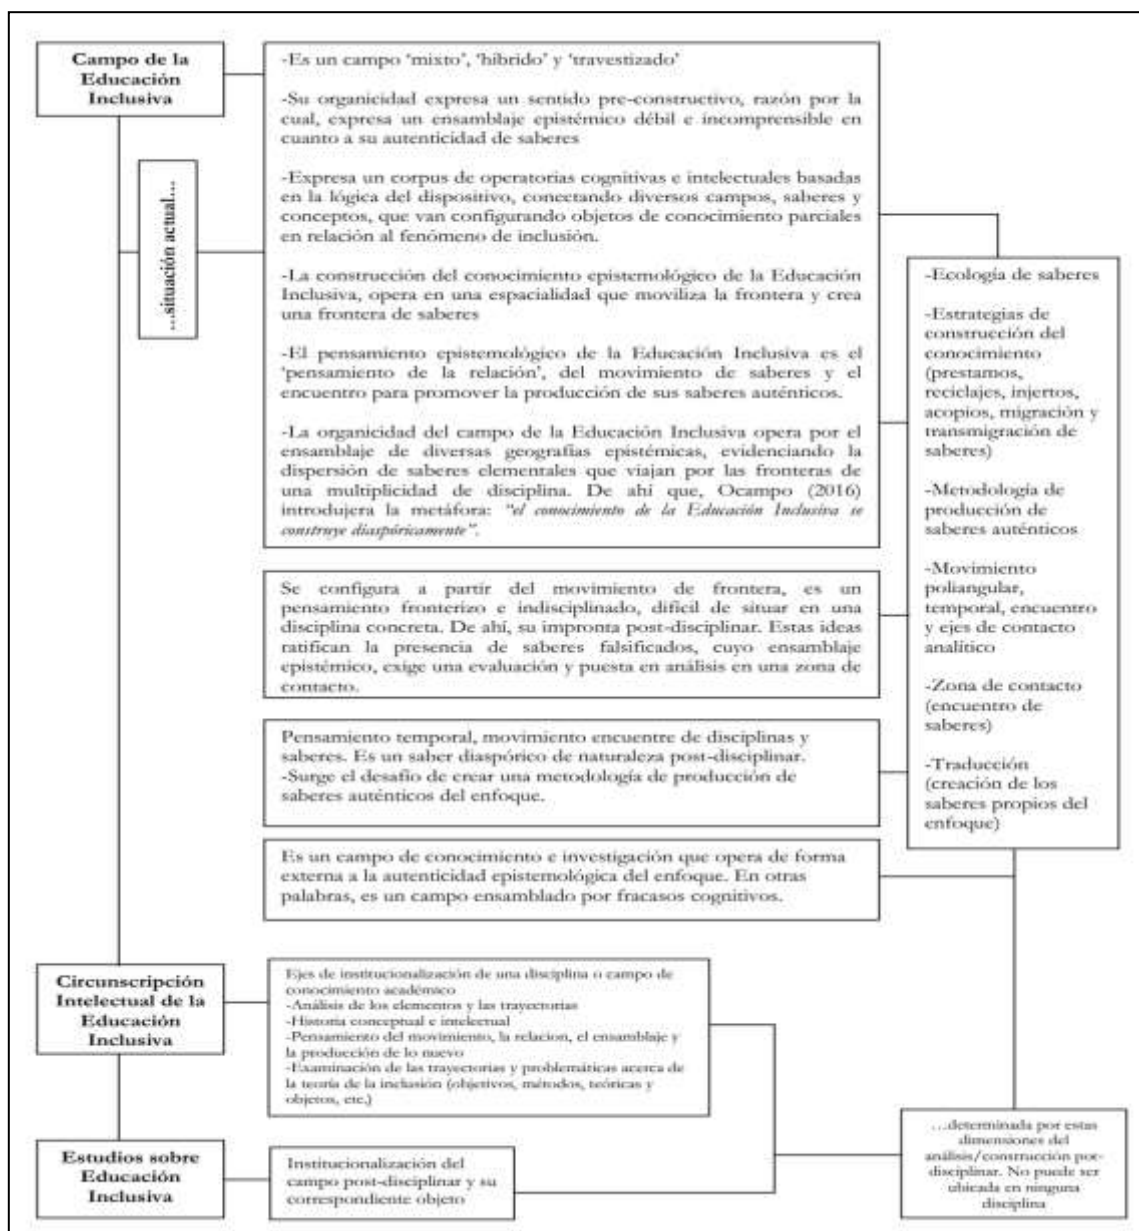 Campo de la
Educación
Inclusiva
...situación actual...
-Es un campo ‘mixto’, ‘híbrido’ y ‘travestizado’
-Su organicidad expresa un sentido pre-constructivo, razón por la
cual, expresa un ensamblaje epistémico débil e incomprensible en
cuanto a su autenticidad de saberes
-Expresa un corpus de operatorias cognitivas e intelectuales basadas
en la lógica del dispositivo, conectando diversos campos, saberes y
conceptos, que van configurando objetos de conocimiento parciales
en relación al fenómeno de inclusión.
-La construcción del conocimiento epistemológico de la Educación
Inclusiva, opera en una espacialidad que moviliza la frontera y crea
una frontera de saberes
-El pensamiento epistemológico de la Educación Inclusiva es el
‘pensamiento de la relación’, del movimiento de saberes y el
encuentro para promover la producción de sus saberes auténticos.
-La organicidad del campo de la Educación Inclusiva opera por el
ensamblaje de diversas geografías epistémicas, evidenciando la
dispersión de saberes elementales que viajan por las fronteras de
una multiplicidad de disciplina. De ahí que, Ocampo (2016)
introdujera la metáfora: “el conocimiento de la Educación Inclusiva se
construye diaspóricamente”.
Se configura a partir del movimiento de frontera, es un
pensamiento fronterizo e indisciplinado, difícil de situar en una
disciplina concreta. De ahí, su impronta post-disciplinar. Estas ideas
ratifican la presencia de saberes falsificados, cuyo ensamblaje
epistémico, exige una evaluación y puesta en análisis en una zona de
contacto.
Pensamiento temporal, movimiento encuentre de disciplinas y
saberes. Es un saber diaspórico de naturaleza post-disciplinar.
-Surge el desafío de crear una metodología de producción de
saberes auténticos del enfoque.
Es un campo de conocimiento e investigación que opera de forma
externa a la autenticidad epistemológica del enfoque. En otras
palabras, es un campo ensamblado por fracasos cognitivos.
-Ecología de saberes
-Estrategias de
construcción del
conocimiento
(prestamos,
reciclajes, injertos,
acopios, migración y
transmigración de
saberes)
-Metodología de
producción de
saberes auténticos
-Movimiento
poliangular,
temporal, encuentro
y ejes de contacto
analítico
-Zona de contacto
(encuentro de
saberes)
-Traducción
(creación de los
saberes propios del
enfoque)
Circunscripción
Intelectual de la
Educación
Inclusiva
Ejes de institucionalización de una disciplina o campo de
conocimiento académico
-Análisis de los elementos y las trayectorias
-Historia conceptual e intelectual
-Pensamiento del movimiento, la relacion, el ensamblaje y
la producción de lo nuevo
-Examinación de las trayectorias y problemáticas acerca de
la teoría de la inclusión (objetivos, métodos, teóricas y
objetos, etc.)
Estudios sobre
Educación
Inclusiva
Institucionalización del
campo post-disciplinar y su
correspondiente objeto
...determinada por estas
dimensiones del
análisis/construcción por-
disciplinar. No puede ser
ubicada en ninguna
disciplina